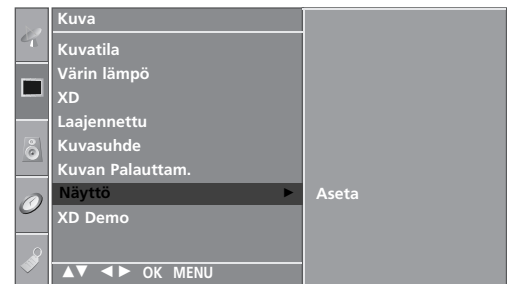 Kuva
Kuvatila
Värin lämpö
XD
Laajennettu
Kuvasuhde
Kuvan Palauttam.
Näyttö ► Aseta
XD Demo
▲▼ ◄► OK MENU